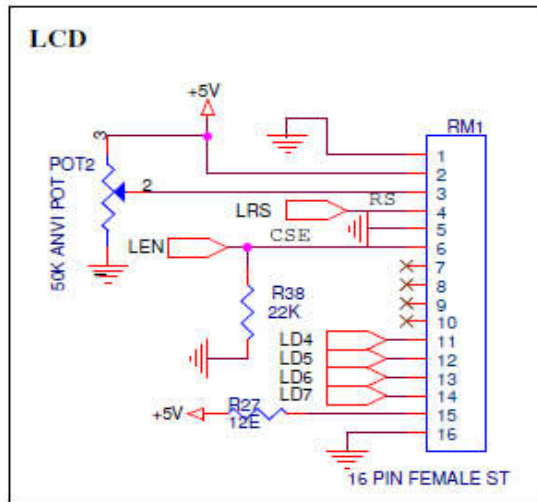 LCD
+5V
RM1
3
POT2
50K ANVI POT
2
1
LRS
RS
LEN
CSE
R38
22K
LD4
LD5
LD6
LD7
R27
+5V
12E
1
2
3
4
5
6
7
8
9
10
11
12
13
14
15
16
16 PIN FEMALE ST